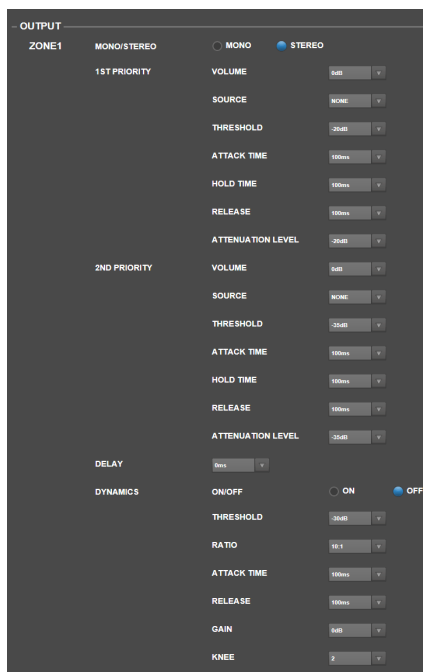 OUTPUT
ZONE1 MONO/STEREO MONO STEREO
1ST PRIORITY VOLUME 0dB
SOURCE NONE
THRESHOLD -20dB
ATTACK TIME 100ms
HOLD TIME 100ms
RELEASE 100ms
ATTENUATION LEVEL -20dB
2ND PRIORITY VOLUME 0dB
SOURCE NONE
THRESHOLD -35dB
ATTACK TIME 100ms
HOLD TIME 100ms
RELEASE 100ms
ATTENUATION LEVEL -35dB
DELAY 0ms
DYNAMICS ON/OFF ON OFF
THRESHOLD -30dB
RATIO 10:1
ATTACK TIME 100ms
RELEASE 100ms
GAIN 0dB
KNEE 2